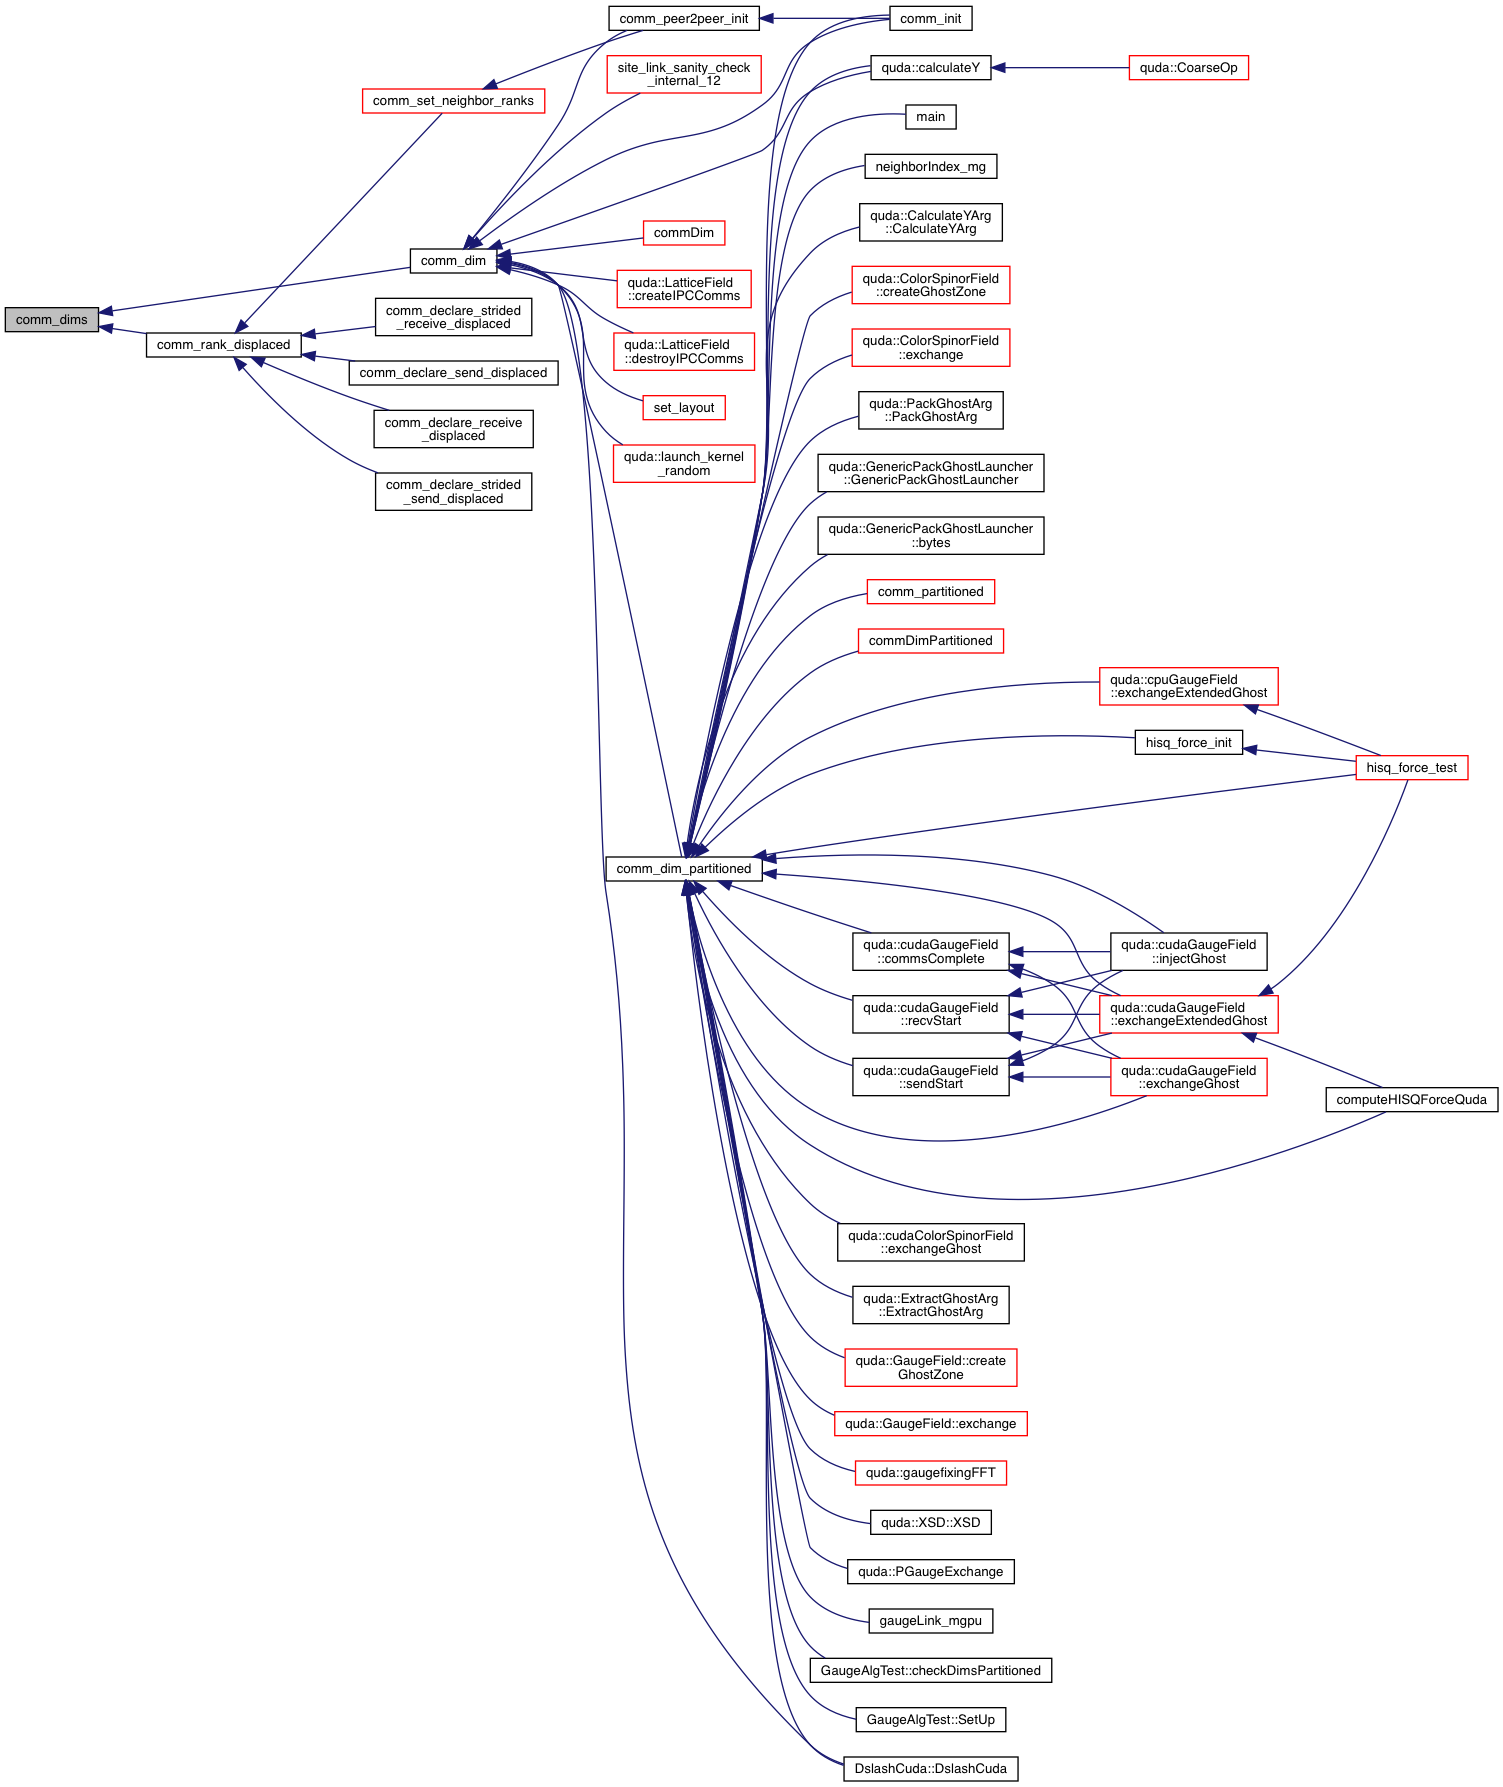 comm_peer2peer_init
comm_init
site_link_sanity_check
_internal_12
quda::calculateY
quda::CoarseOp
comm_set_neighbor_ranks
main
neighborIndex_mg
quda::CalculateYArg
::CalculateYArg
commDim
comm_dim
quda::LatticeField
::createIPCComms
quda::ColorSpinorField
::createGhostZone
comm_dims
comm_declare_strided
_receive_displaced
comm_rank_displaced
quda::LatticeField
::destroyIPCComms
quda::ColorSpinorField
::exchange
comm_declare_send_displaced
set_layout
quda::PackGhostArg
::PackGhostArg
comm_declare_receive
_displaced
quda::launch_kernel
_random
quda::GenericPackGhostLauncher
::GenericPackGhostLauncher
comm_declare_strided
_send_displaced
quda::GenericPackGhostLauncher
::bytes
comm_partitioned
commDimPartitioned
quda::cpuGaugeField
::exchangeExtendedGhost
hisq_force_init
hisq_force_test
comm_dim_partitioned
quda::cudaGaugeField
::commsComplete
quda::cudaGaugeField
::injectGhost
quda::cudaGaugeField
::recvStart
quda::cudaGaugeField
::exchangeExtendedGhost
quda::cudaGaugeField
::sendStart
quda::cudaGaugeField
::exchangeGhost
computeHISQForceQuda
quda::cudaColorSpinorField
::exchangeGhost
quda::ExtractGhostArg
::ExtractGhostArg
quda::GaugeField::create
GhostZone
quda::GaugeField::exchange
quda::gaugefixingFFT
quda::XSD::XSD
quda::PGaugeExchange
gaugeLink_mgpu
GaugeAlgTest::checkDimsPartitioned
GaugeAlgTest::SetUp
DslashCuda::DslashCuda